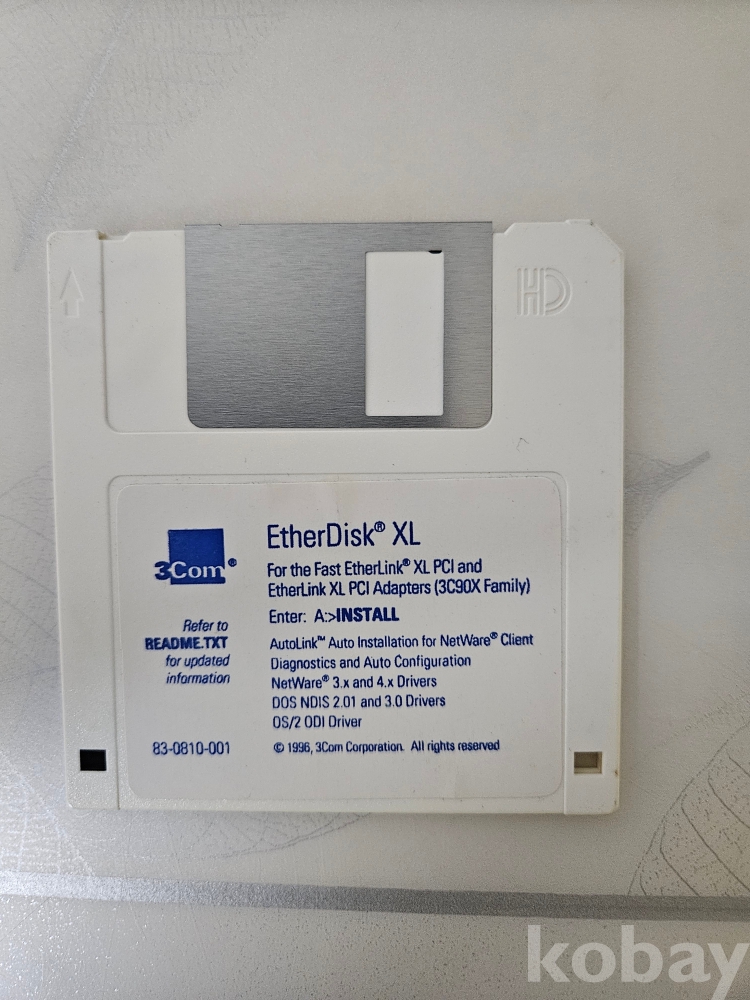 HD
3Com®
EtherDisk® XL
For the Fast EtherLink® XL PCI and
EtherLink XL PCI Adapters (3C90X Family)
Enter: A:>INSTALL
Refer to
README.TXT
for updated
information
AutoLink™ Auto Installation for NetWare® Client
Diagnostics and Auto Configuration
NetWare® 3.x and 4.x Drivers
DOS NDIS 2.01 and 3.0 Drivers
OS/2 ODI Driver
83-0810-001
© 1996, 3Com Corporation. All rights reserved
kobay